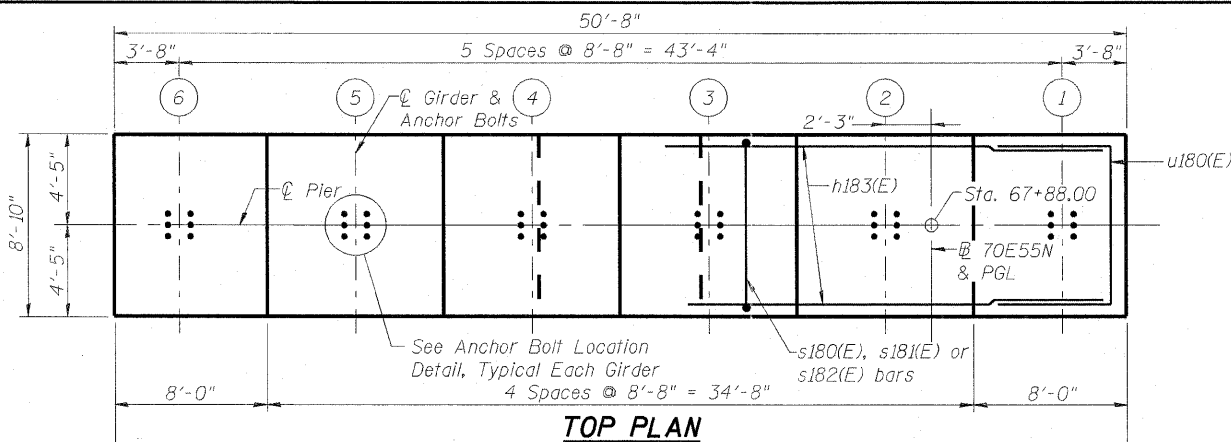 50'-8"
3'-8"
5 Spaces @ 8'-8" = 43'-4"
3'-8"
6
5
4
3
2
1
℄ Girder &
Anchor Bolts
2'-3"
u180(E)
4'-5"
8'-10"
4'-5"
℄ Pier
h183(E)
Sta. 67+88.00
BL 70E55N
& PGL
See Anchor Bolt Location
Detail, Typical Each Girder
s180(E), s181(E) or
s182(E) bars
8'-0"
4 Spaces @ 8'-8" = 34'-8"
8'-0"
TOP PLAN